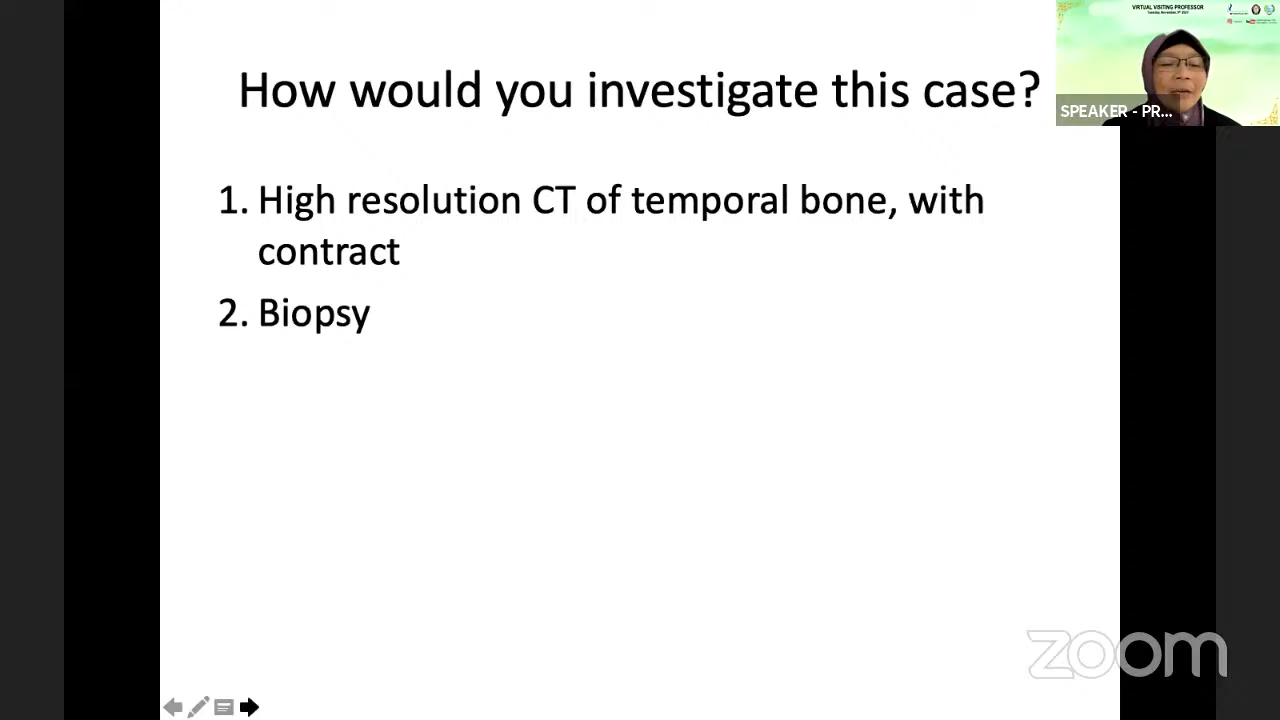 VIRTUAL VISITING PROFESSOR
How would you investigate this case?
SPEAKER - PR...
1. High resolution CT of temporal bone, with
contract
2. Biopsy
zoom